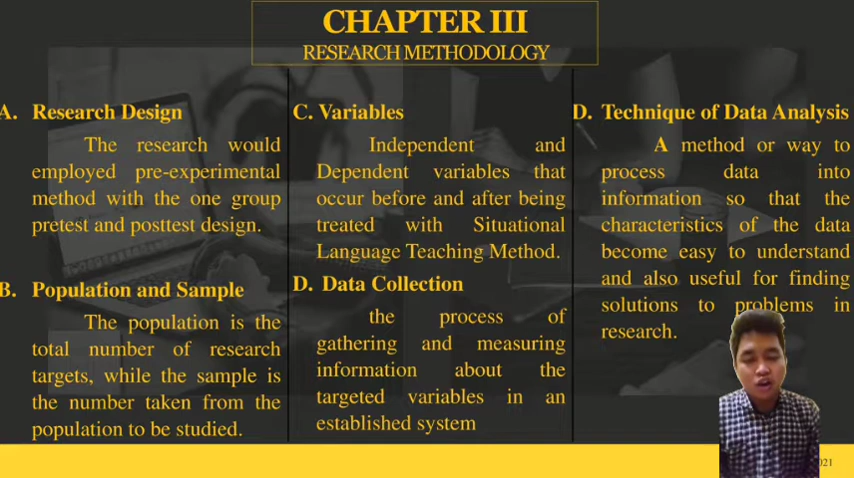 CHAPTER III
RESEARCH METHODOLOGY
A. Research Design
The research would
employed pre-experimental
method with the one group
pretest and posttest design.
B. Population and Sample
The population is the
total number of research
targets, while the sample is
the number taken from the
population to be studied.
C. Variables
Independent and
Dependent variables that
occur before and after being
treated with Situational
Language Teaching Method.
D. Data Collection
the process of
gathering and measuring
information about the
targeted variables in an
established system
D. Technique of Data Analysis
A method or way to
process data into
information so that the
characteristics of the data
become easy to understand
and also useful for finding
solutions to problems in
research.